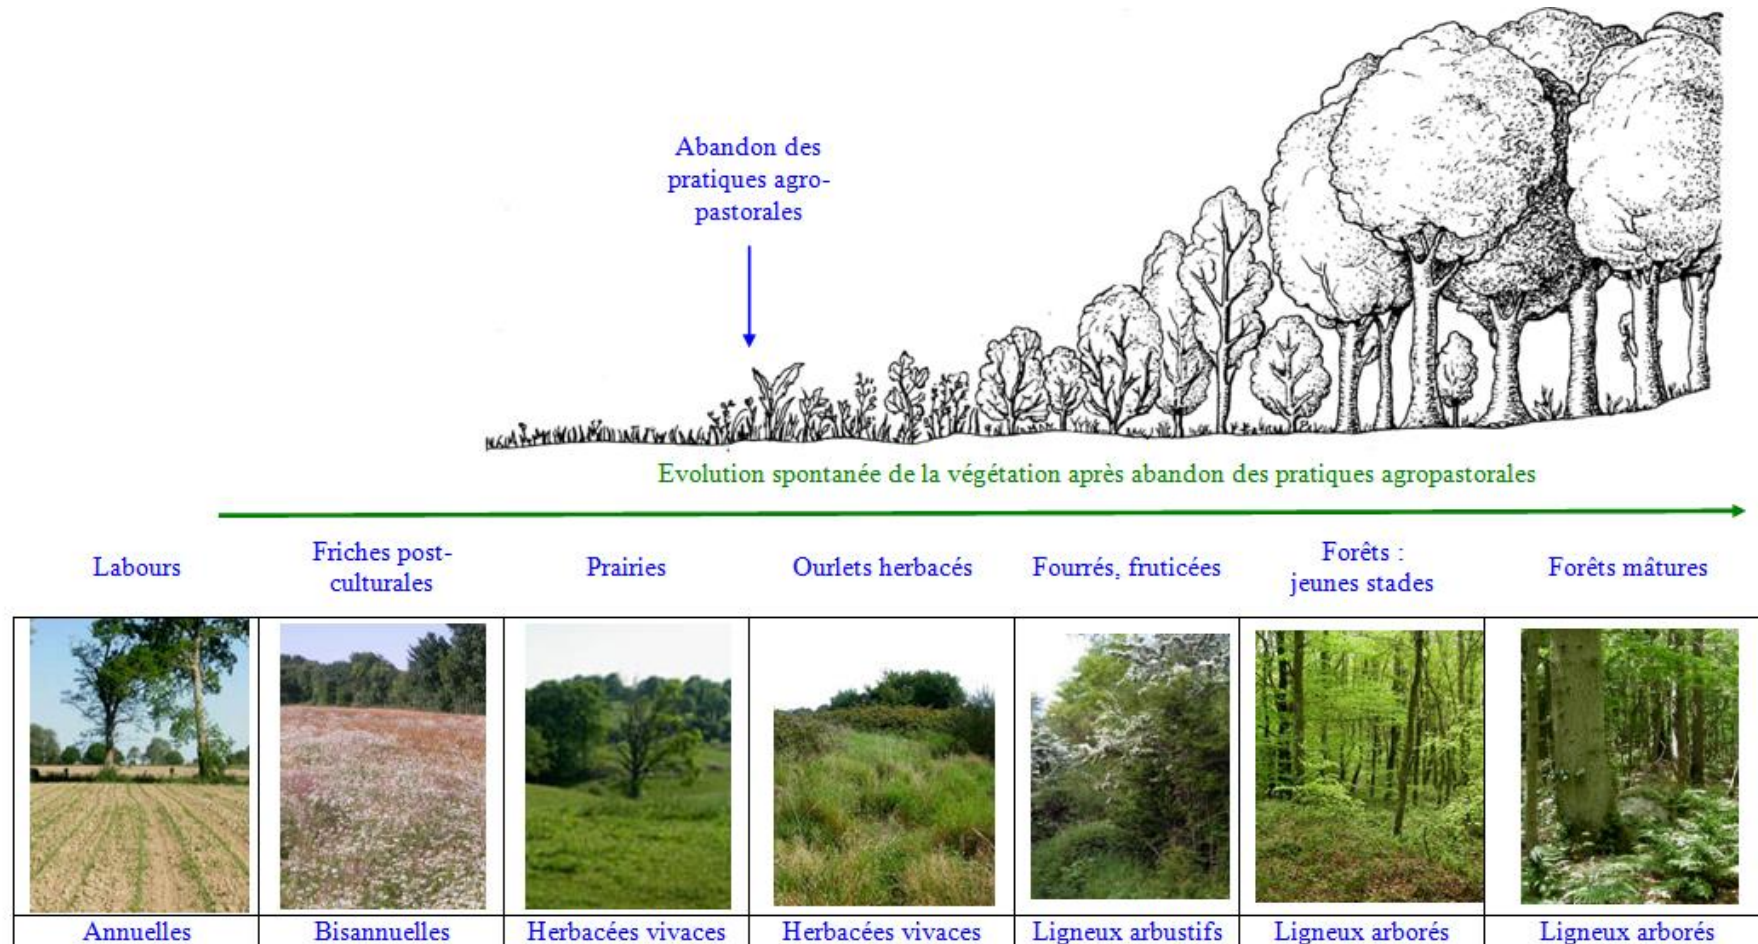 Abandon des
pratiques agro-
pastorales
Evolution spontanée de la végétation après abandon des pratiques agropastorales
Labours
Friches post-
culturales
Prairies
Ourlets herbacés
Fourrés, fruticées
Forêts :
jeunes stades
Forêts mâtures
Annuelles
Bisannuelles
Herbacées vivaces
Herbacées vivaces
Ligneux arbustifs
Ligneux arborés
Ligneux arborés